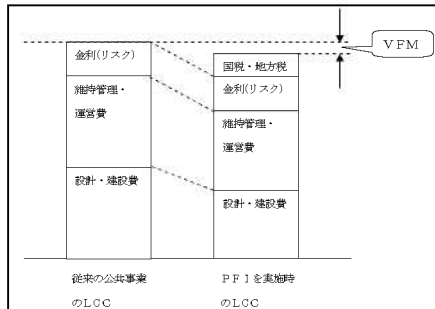 VFM
金利(リスク)
維持管理・
運営費
設計・建設費
国税・地方税
金利(リスク)
維持管理・
運営費
設計・建設費
従来の公共事業
のLCC
PFIを実施時
のLCC